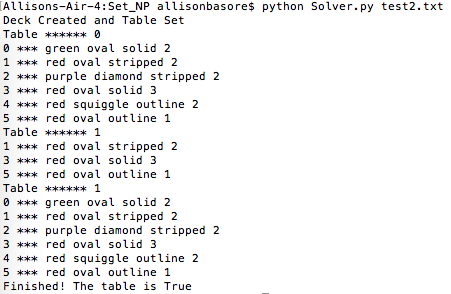 [Allisons-Air-4:Set_NP allisonbasore$ python Solver.py test2.txt
Deck Created and Table Set
Table ****** 0
0 *** green oval solid 2
1 *** red oval stripped 2
2 *** purple diamond stripped 2
3 *** red oval solid 3
4 *** red squiggle outline 2
5 *** red oval outline 1
Table ****** 1
1 *** red oval stripped 2
3 *** red oval solid 3
5 *** red oval outline 1
Table ****** 1
0 *** green oval solid 2
1 *** red oval stripped 2
2 *** purple diamond stripped 2
3 *** red oval solid 3
4 *** red squiggle outline 2
5 *** red oval outline 1
Finished! The table is True